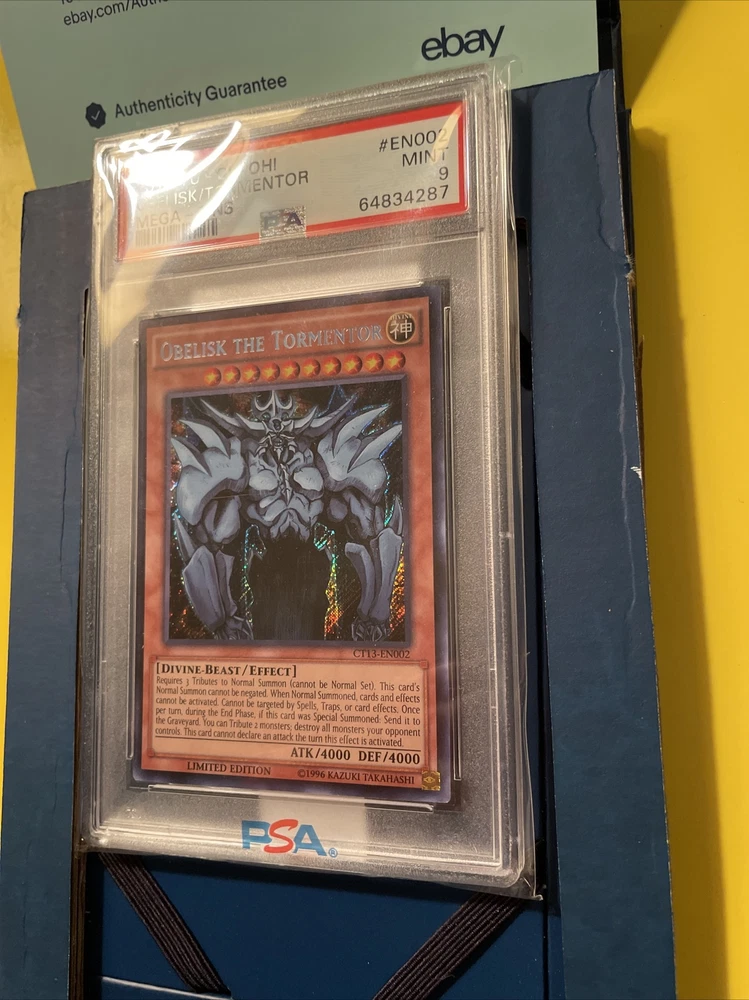 ebay.com/Auth
ebay
Authenticity Guarantee
OHI
#EN002
MENTOR
MINT
MEGA
9
64834287
PSA
OBELISK THE TORMENTOR
神
CT13-EN002
[DIVINE-BEAST/EFFECT]
Requires 3 Tributes to Normal Summon (cannot be Normal Set). This card's
Normal Summon cannot be negated. When Normal Summoned, cards and effects
cannot be activated. Cannot be targeted by Spells, Traps, or card effects. Once
per turn, during the End Phase, if this card was Special Summoned: Send it to
the Graveyard. You can Tribute 2 monsters; destroy all monsters your opponent
controls. This card cannot declare an attack the turn this effect is activated.
ATK/4000 DEF/4000
LIMITED EDITION
©1996 KAZUKI TAKAHASHI
PSA®